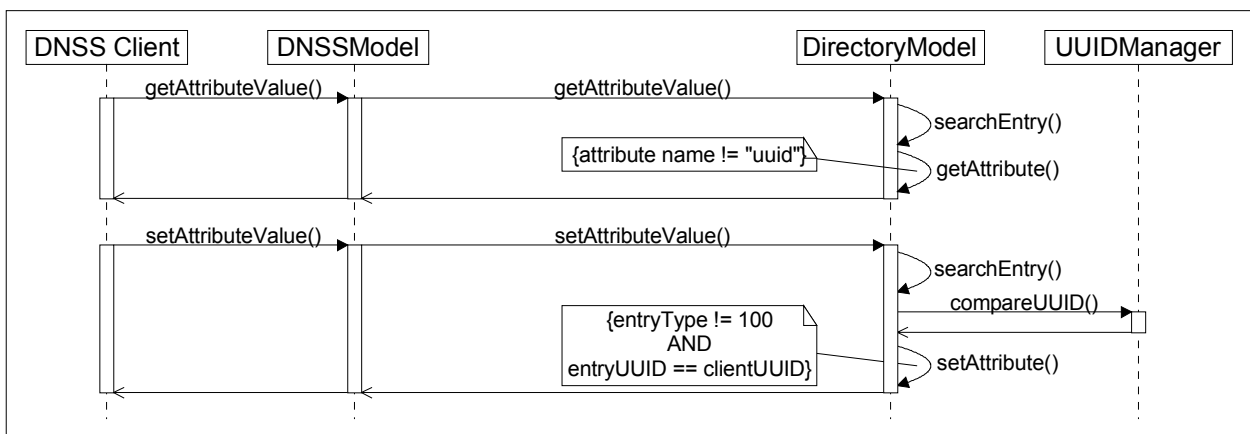 DNSS Client
DNSSModel
DirectoryModel
UUIDManager
getAttributeValue()
getAttributeValue()
searchEntry()
{attribute name != "uuid"}
getAttribute()
setAttributeValue()
setAttributeValue()
searchEntry()
compareUUID()
{entryType != 100
AND
entryUUID == clientUUID}
setAttribute()